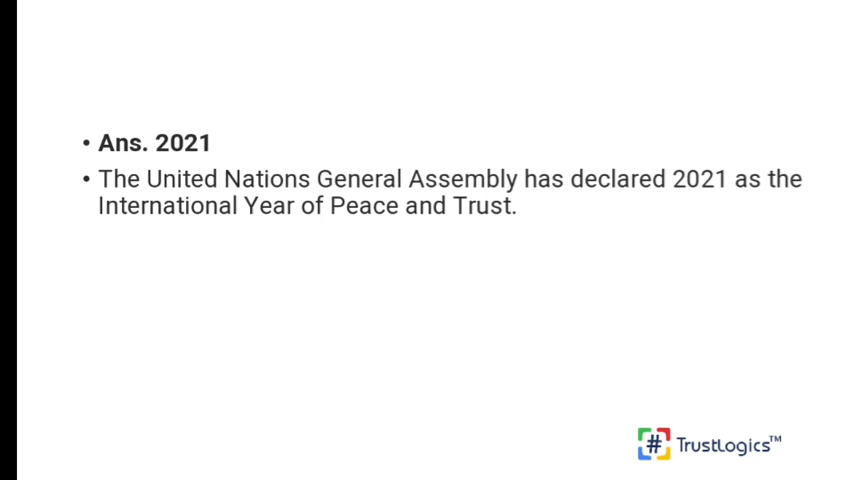 • Ans. 2021
• The United Nations General Assembly has declared 2021 as the
International Year of Peace and Trust.
# TrustLogics™